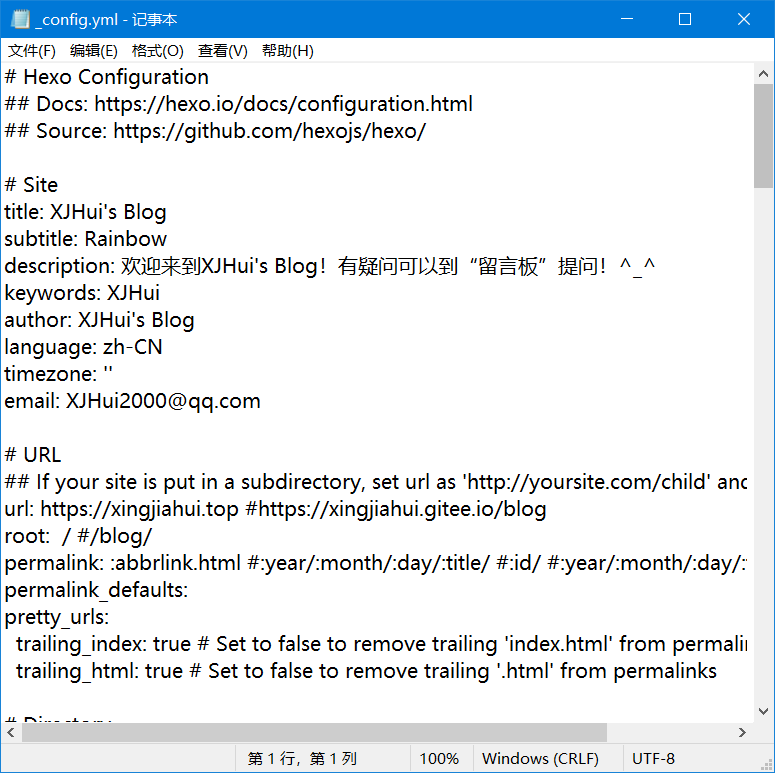 _config.yml - 记事本
文件(F) 编辑(E) 格式(O) 查看(V) 帮助(H)
# Hexo Configuration
## Docs: https://hexo.io/docs/configuration.html
## Source: https://github.com/hexojs/hexo/
# Site
title: XJHui's Blog
subtitle: Rainbow
description: 欢迎来到XJHui's Blog！有疑问可以到“留言板”提问！^_^
keywords: XJHui
author: XJHui's Blog
language: zh-CN
timezone: ''
email: XJHui2000@qq.com
# URL
## If your site is put in a subdirectory, set url as 'http://yoursite.com/child' and
url: https://xingjiahui.top #https://xingjiahui.gitee.io/blog
root:  / #/blog/
permalink: :abbrlink.html #:year/:month/:day/:title/ #:id/ #:year/:month/:day/:
permalink_defaults:
pretty_urls:
  trailing_index: true # Set to false to remove trailing 'index.html' from
  trailing_html: true # Set to false to remove trailing '.html' from permalinks
# Directory
第 1 行，第 1 列 100% Windows (CRLF) UTF-8